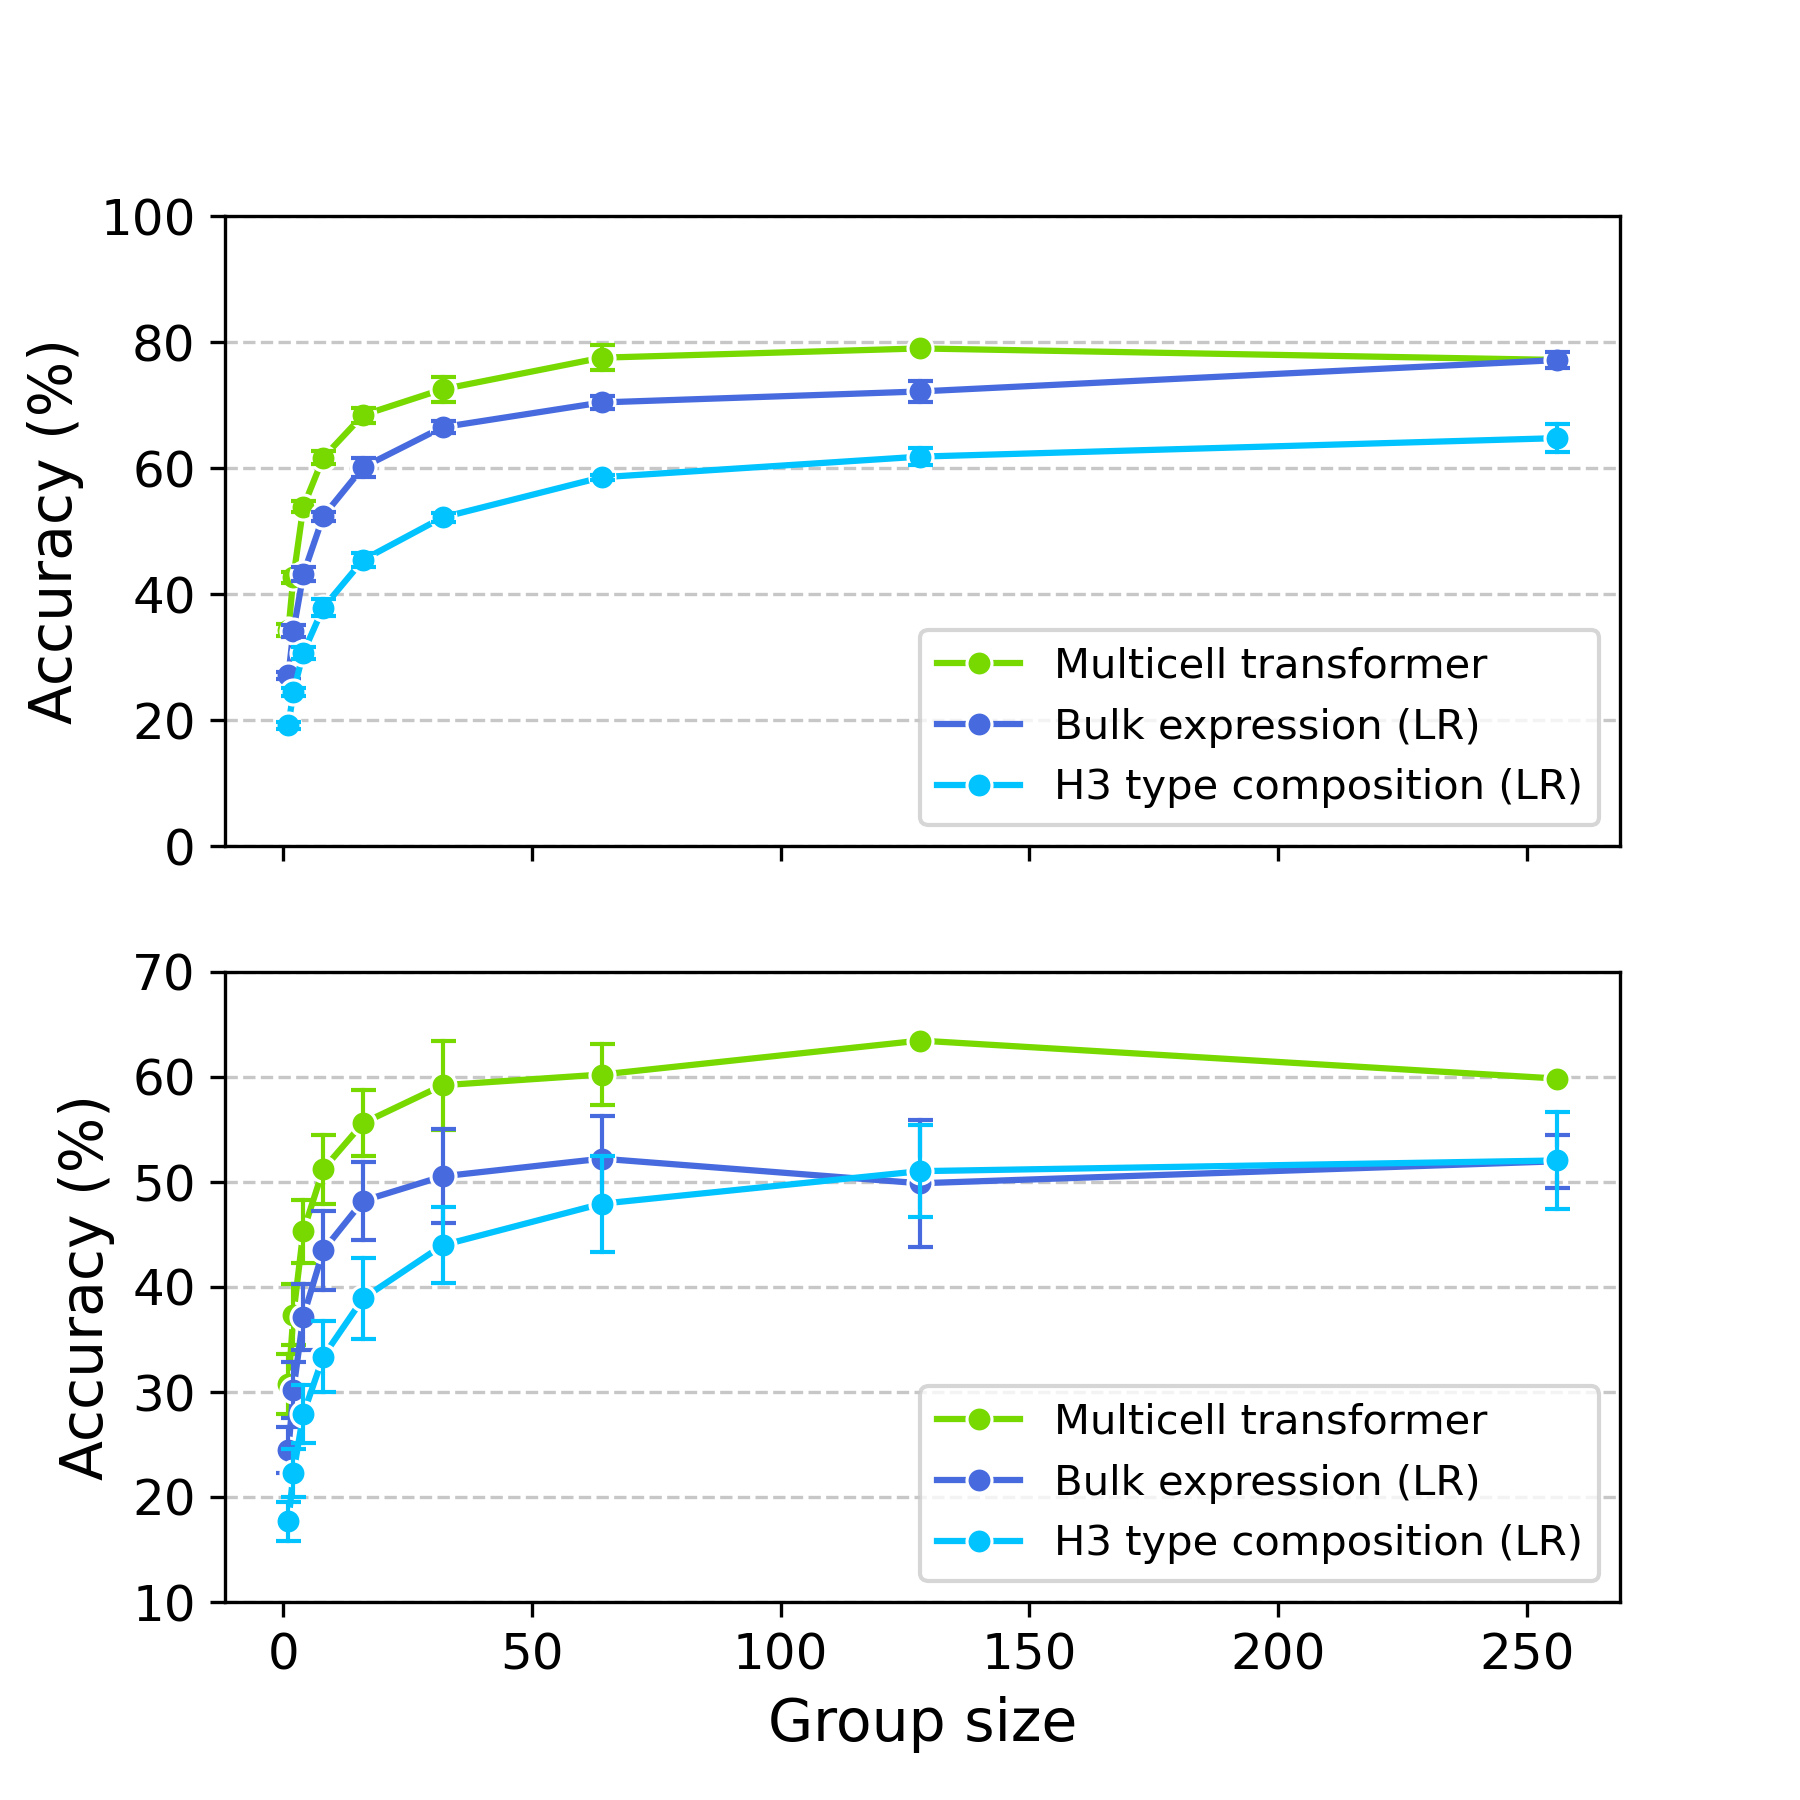 100
80
60
40
20
0
Accuracy (%)
Multicell transformer
Bulk expression (LR)
H3 type composition (LR)
70
60
50
40
30
20
10
Accuracy (%)
Multicell transformer
Bulk expression (LR)
H3 type composition (LR)
0 50 100 150 200 250
Group size